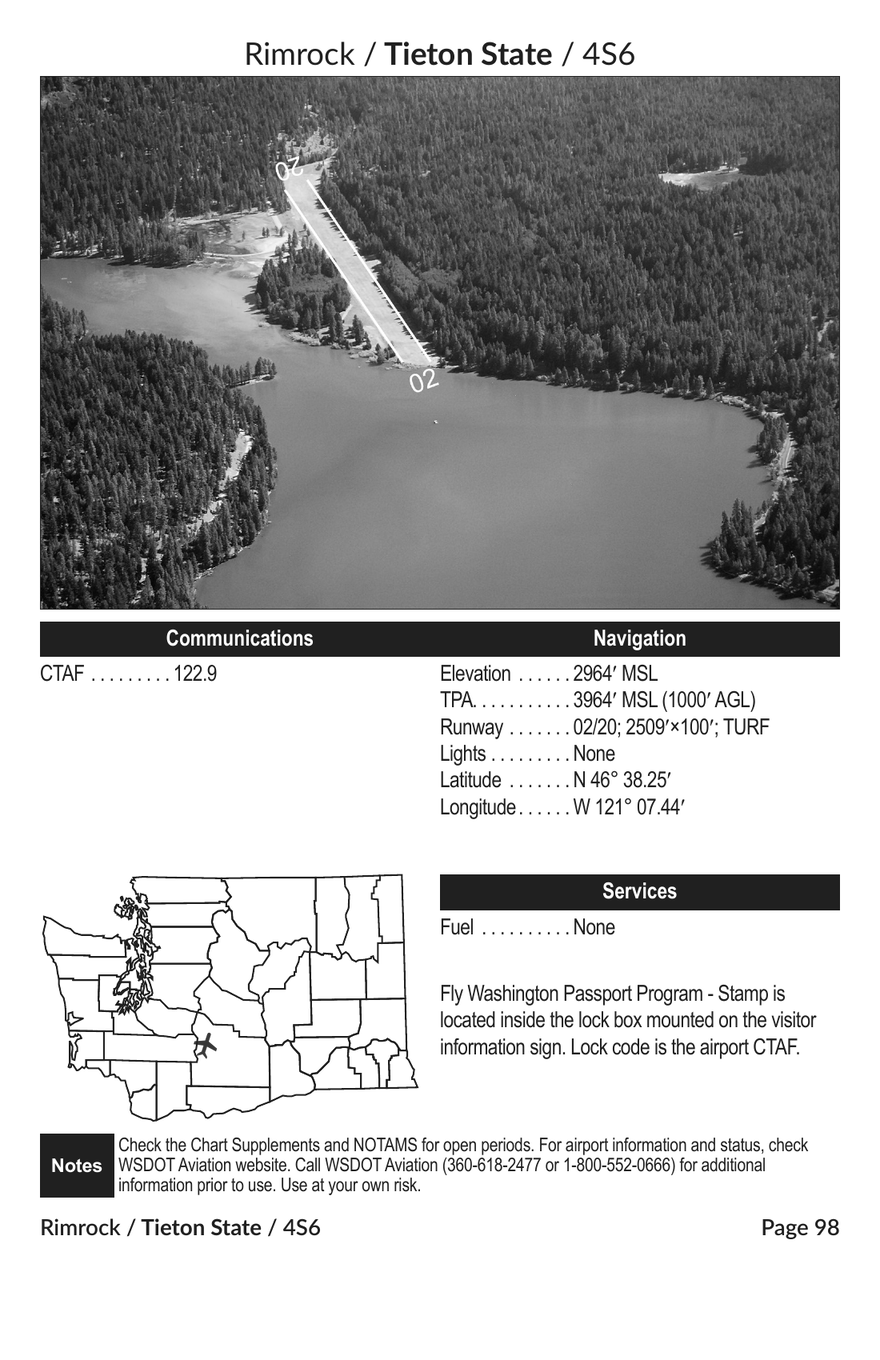 Rimrock / Tieton State / 4S6
20
02
Communications
CTAF . . . . . . . . . 122.9
Navigation
Elevation . . . . . . 2964′ MSL
TPA. . . . . . . . . . . 3964′ MSL (1000′ AGL)
Runway . . . . . . . 02/20; 2509′×100′; TURF
Lights . . . . . . . . . None
Latitude . . . . . . . N 46° 38.25′
Longitude . . . . . . W 121° 07.44′
Services
Fuel . . . . . . . . . . None
Fly Washington Passport Program - Stamp is
located inside the lock box mounted on the visitor
information sign. Lock code is the airport CTAF.
Notes
Check the Chart Supplements and NOTAMS for open periods. For airport information and status, check
WSDOT Aviation website. Call WSDOT Aviation (360-618-2477 or 1-800-552-0666) for additional
information prior to use. Use at your own risk.
Rimrock / Tieton State / 4S6
Page 98